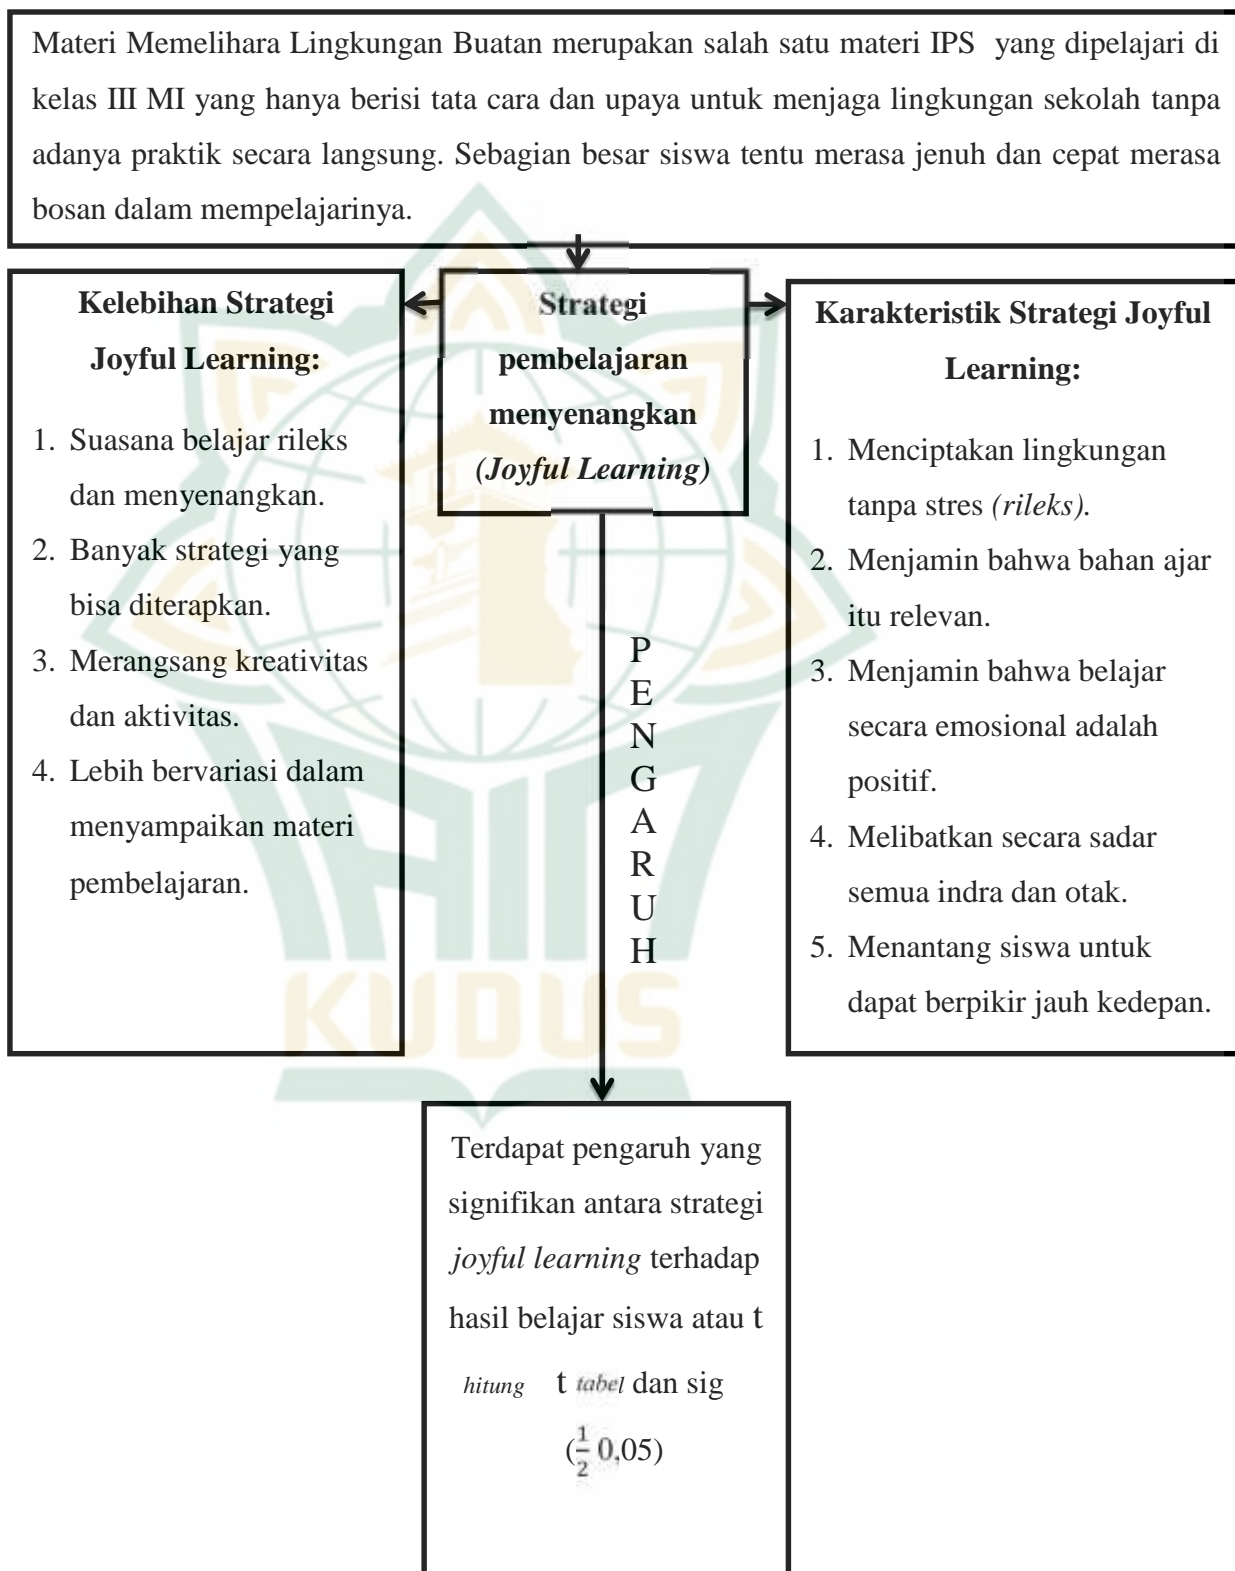 Materi Memelihara Lingkungan Buatan merupakan salah satu materi IPS yang dipelajari di
kelas III MI yang hanya berisi tata cara dan upaya untuk menjaga lingkungan sekolah tanpa
adanya praktik secara langsung. Sebagian besar siswa tentu merasa jenuh dan cepat merasa
bosan dalam mempelajarinya.
Kelebihan Strategi
Joyful Learning:
1. Suasana belajar rileks
dan menyenangkan.
2. Banyak strategi yang
bisa diterapkan.
3. Merangsang kreativitas
dan aktivitas.
4. Lebih bervariasi dalam
menyampaikan materi
pembelajaran.
Strategi
pembelajaran
menyenangkan
(Joyful Learning)
Karakteristik Strategi Joyful
Learning:
1. Menciptakan lingkungan
tanpa stres (rileks).
2. Menjamin bahwa bahan ajar
itu relevan.
3. Menjamin bahwa belajar
secara emosional adalah
positif.
4. Melibatkan secara sadar
semua indra dan otak.
5. Menantang siswa untuk
dapat berpikir jauh kedepan.
P
E
N
G
A
R
U
H
IAIN
KUDUS
Terdapat pengaruh yang
signifikan antara strategi
joyful learning terhadap
hasil belajar siswa atau t
hitung t tabel dan sig
(1/2 0,05)